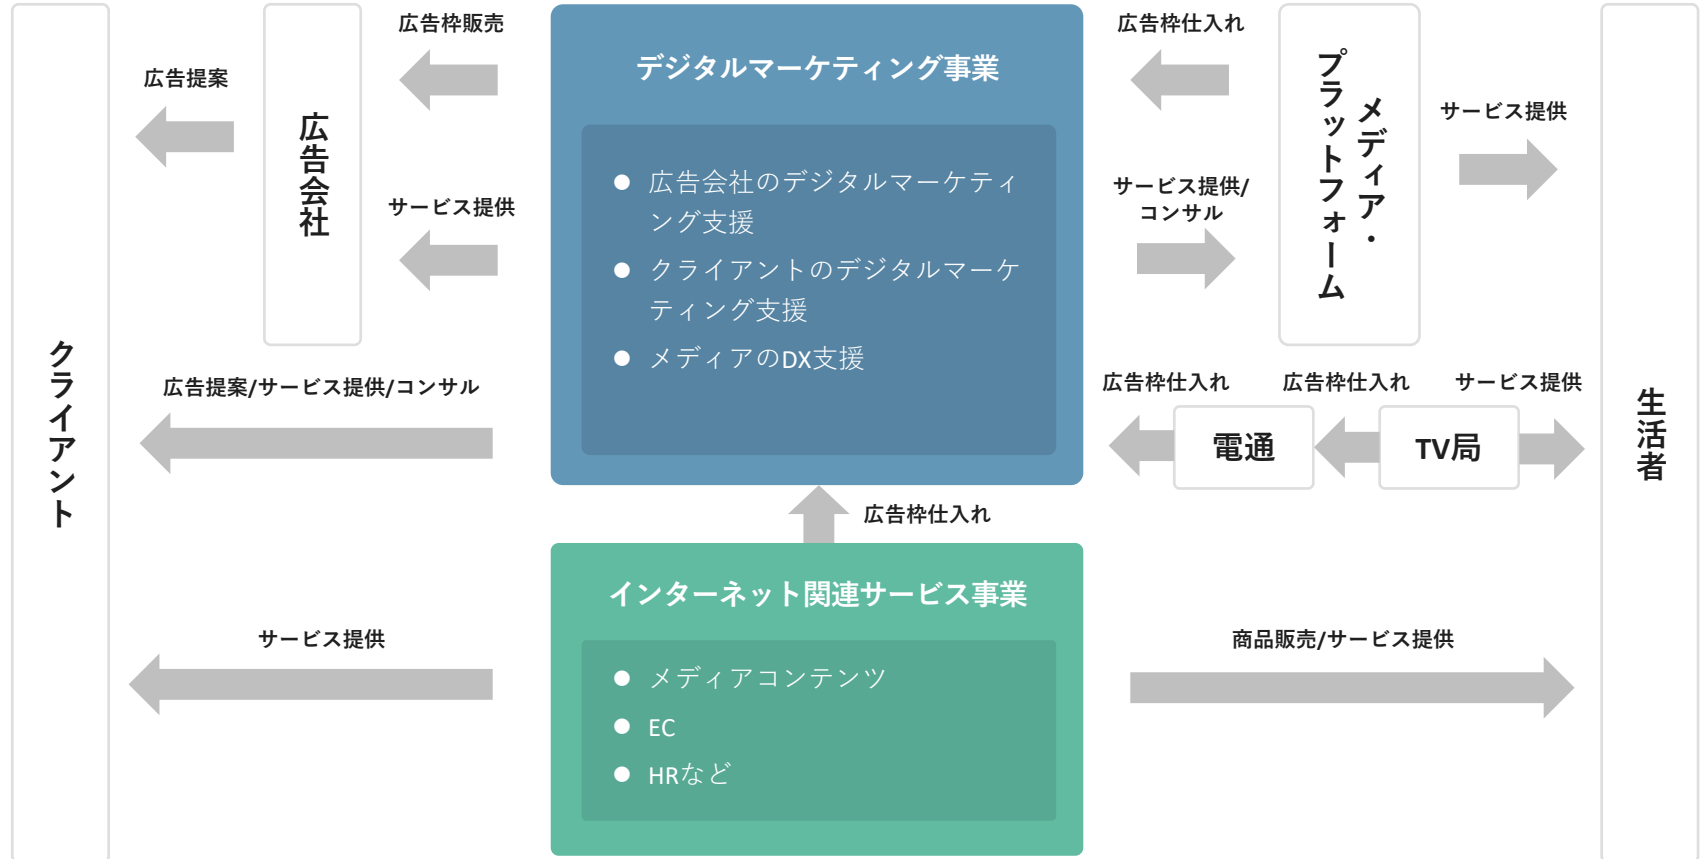 クライアント
広告提案
広告会社
広告枠販売
サービス提供
広告提案/サービス提供/コンサル
サービス提供
デジタルマーケティング事業
広告会社のデジタルマーケティ
ング支援
クライアントのデジタルマーケ
ティング支援
メディアのDX支援
広告枠仕入れ
インターネット関連サービス事業
メディアコンテンツ
EC
HRなど
広告枠仕入れ
サービス提供/
コンサル
メディア・
プラットフォーム
サービス提供
広告枠仕入れ
電通
広告枠仕入れ
TV局
サービス提供
商品販売/サービス提供
生活者